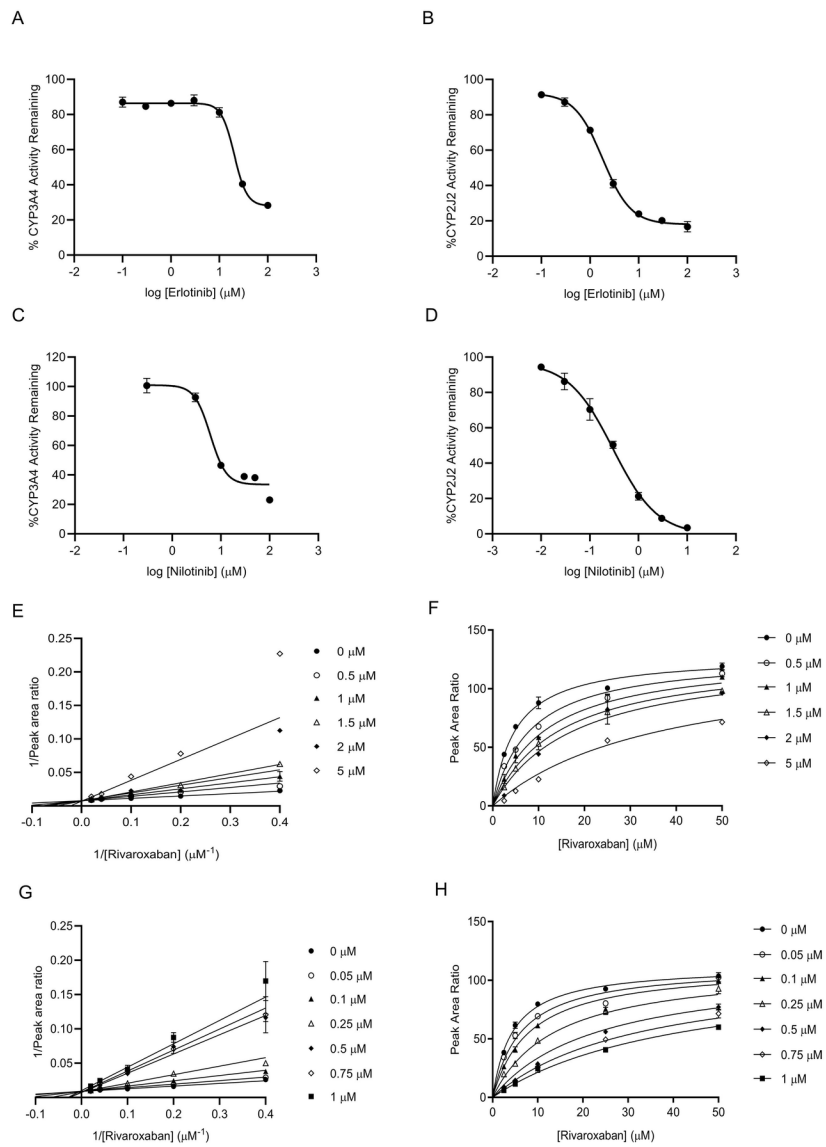 A
% CYP3A4 Activity Remaining
100
80
60
40
20
0
-2 -1 0 1 2 3
log [Erlotinib] (μM)
B
%CYP2J2 Activity Remaining
100
80
60
40
20
0
-2 -1 0 1 2 3
log [Erlotinib] (μM)
C
%CYP3A4 Activity Remaining
120
100
80
60
40
20
0
-2 -1 0 1 2 3
log [Nilotinib] (μM)
D
%CYP2J2 Activity remaining
100
80
60
40
20
0
-3 -2 -1 0 1 2
log [Nilotinib] (μM)
E
1/Peak area ratio
0.25
0.20
0.15
0.10
0.05
-0.1 0.0 0.1 0.2 0.3 0.4
1/[Rivaroxaban] (μM⁻¹)
0 μM
0.5 μM
1 μM
1.5 μM
2 μM
5 μM
F
Peak Area Ratio
150
100
50
0
0 10 20 30 40 50
[Rivaroxaban] (μM)
0 μM
0.5 μM
1 μM
1.5 μM
2 μM
5 μM
G
1/Peak area ratio
0.25
0.20
0.15
0.10
0.05
-0.1 0.0 0.1 0.2 0.3 0.4
1/[Rivaroxaban] (μM⁻¹)
0 μM
0.05 μM
0.1 μM
0.25 μM
0.5 μM
0.75 μM
1 μM
H
Peak Area Ratio
150
100
50
0
0 10 20 30 40 50
[Rivaroxaban] (μM)
0 μM
0.05 μM
0.1 μM
0.25 μM
0.5 μM
0.75 μM
1 μM